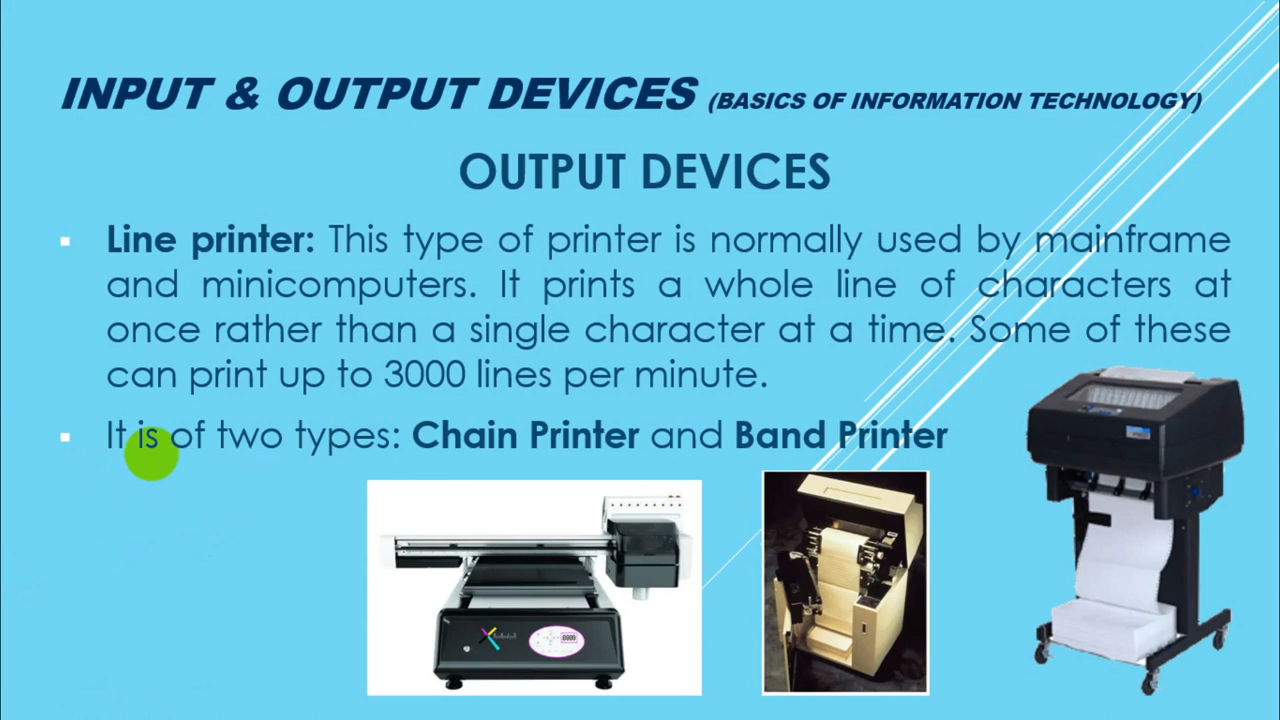 INPUT & OUTPUT DEVICES (BASICS OF INFORMATION TECHNOLOGY)
OUTPUT DEVICES
▪ Line printer: This type of printer is normally used by mainframe
and minicomputers. It prints a whole line of characters at
once rather than a single character at a time. Some of these
can print up to 3000 lines per minute.
▪ It is of two types: Chain Printer and Band Printer